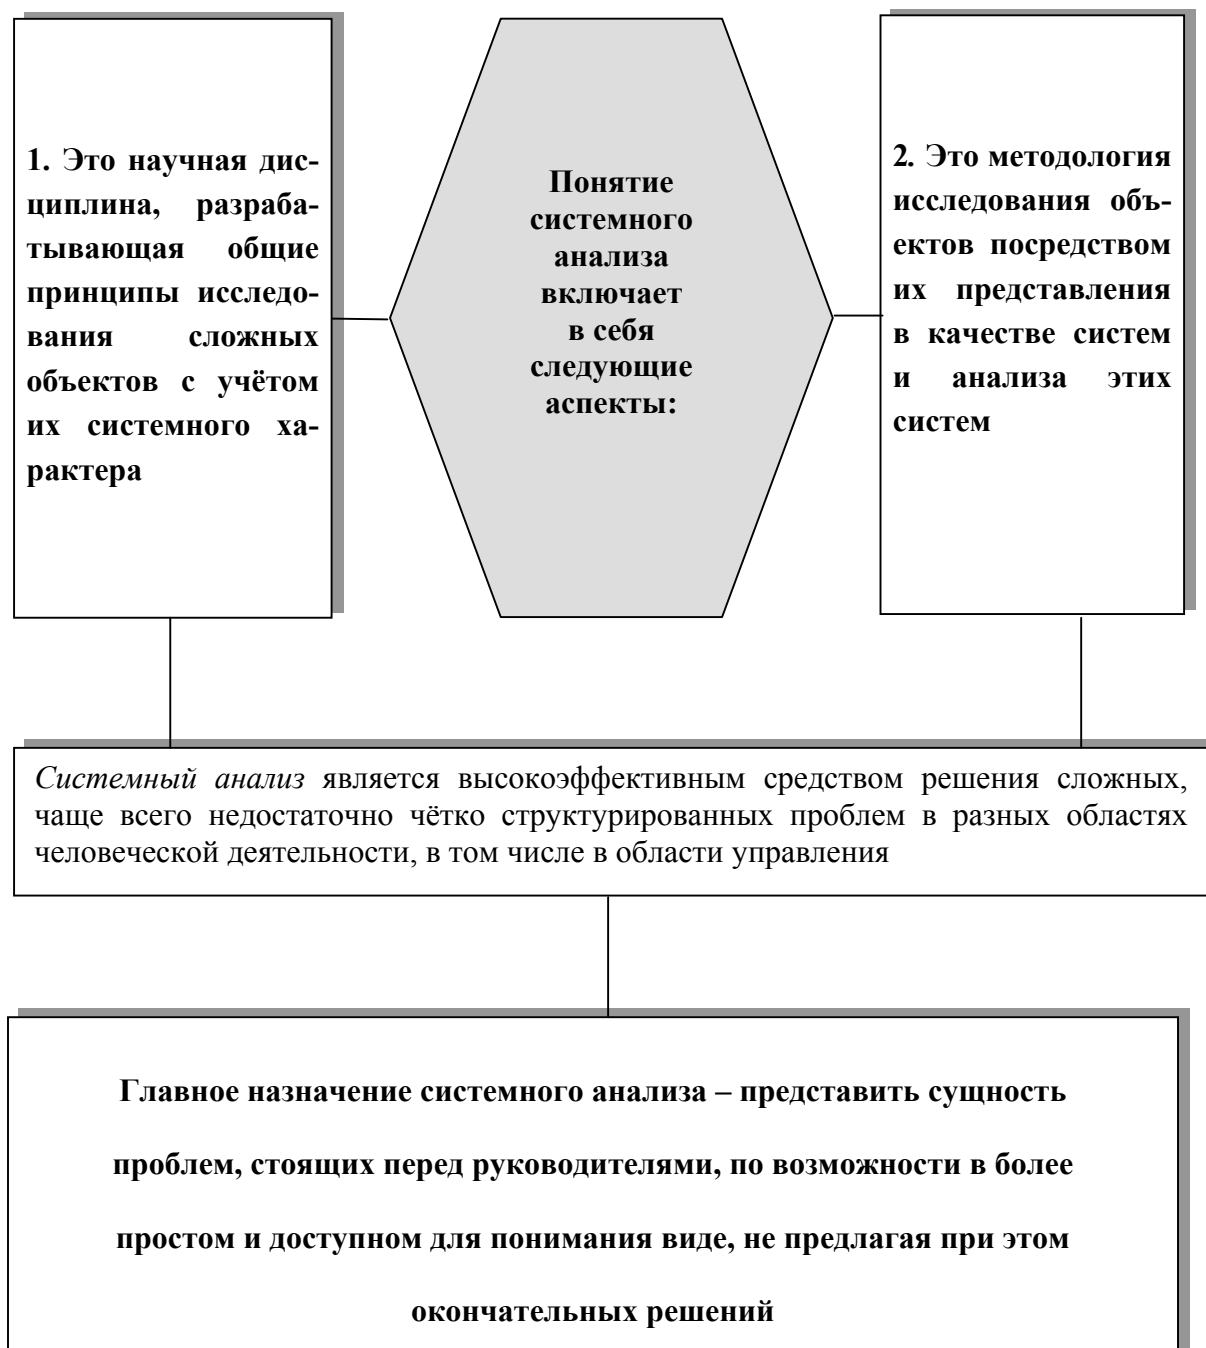 1. Это научная дис-
циплина, разраба-
тывающая общие
принципы исследо-
вания сложных
объектов с учётом
их системного ха-
рактера
Понятие
системного
анализа
включает
в себя
следующие
аспекты:
2. Это методология
исследования объ-
ектов посредством
их представления
в качестве систем
и анализа этих
систем
Системный анализ является высокоэффективным средством решения сложных,
чаще всего недостаточно чётко структурированных проблем в разных областях
человеческой деятельности, в том числе в области управления
Главное назначение системного анализа – представить сущность
проблем, стоящих перед руководителями, по возможности в более
простом и доступном для понимания виде, не предлагая при этом
окончательных решений